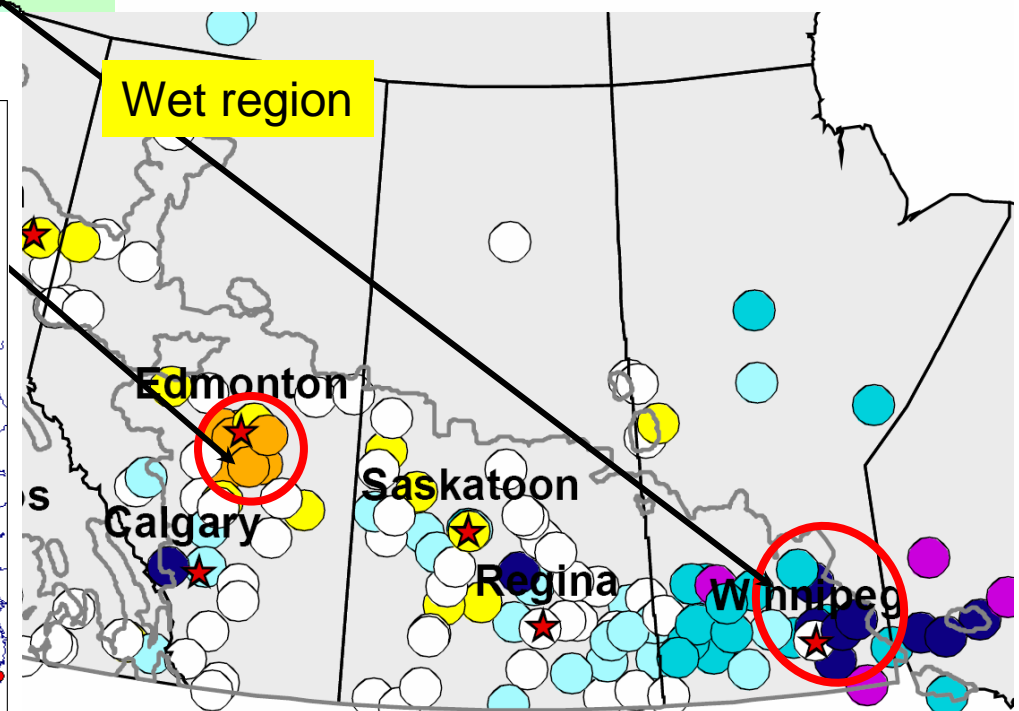 Wet region
Edmonton
Saskatoon
Calgary
Regina
Winnipeg